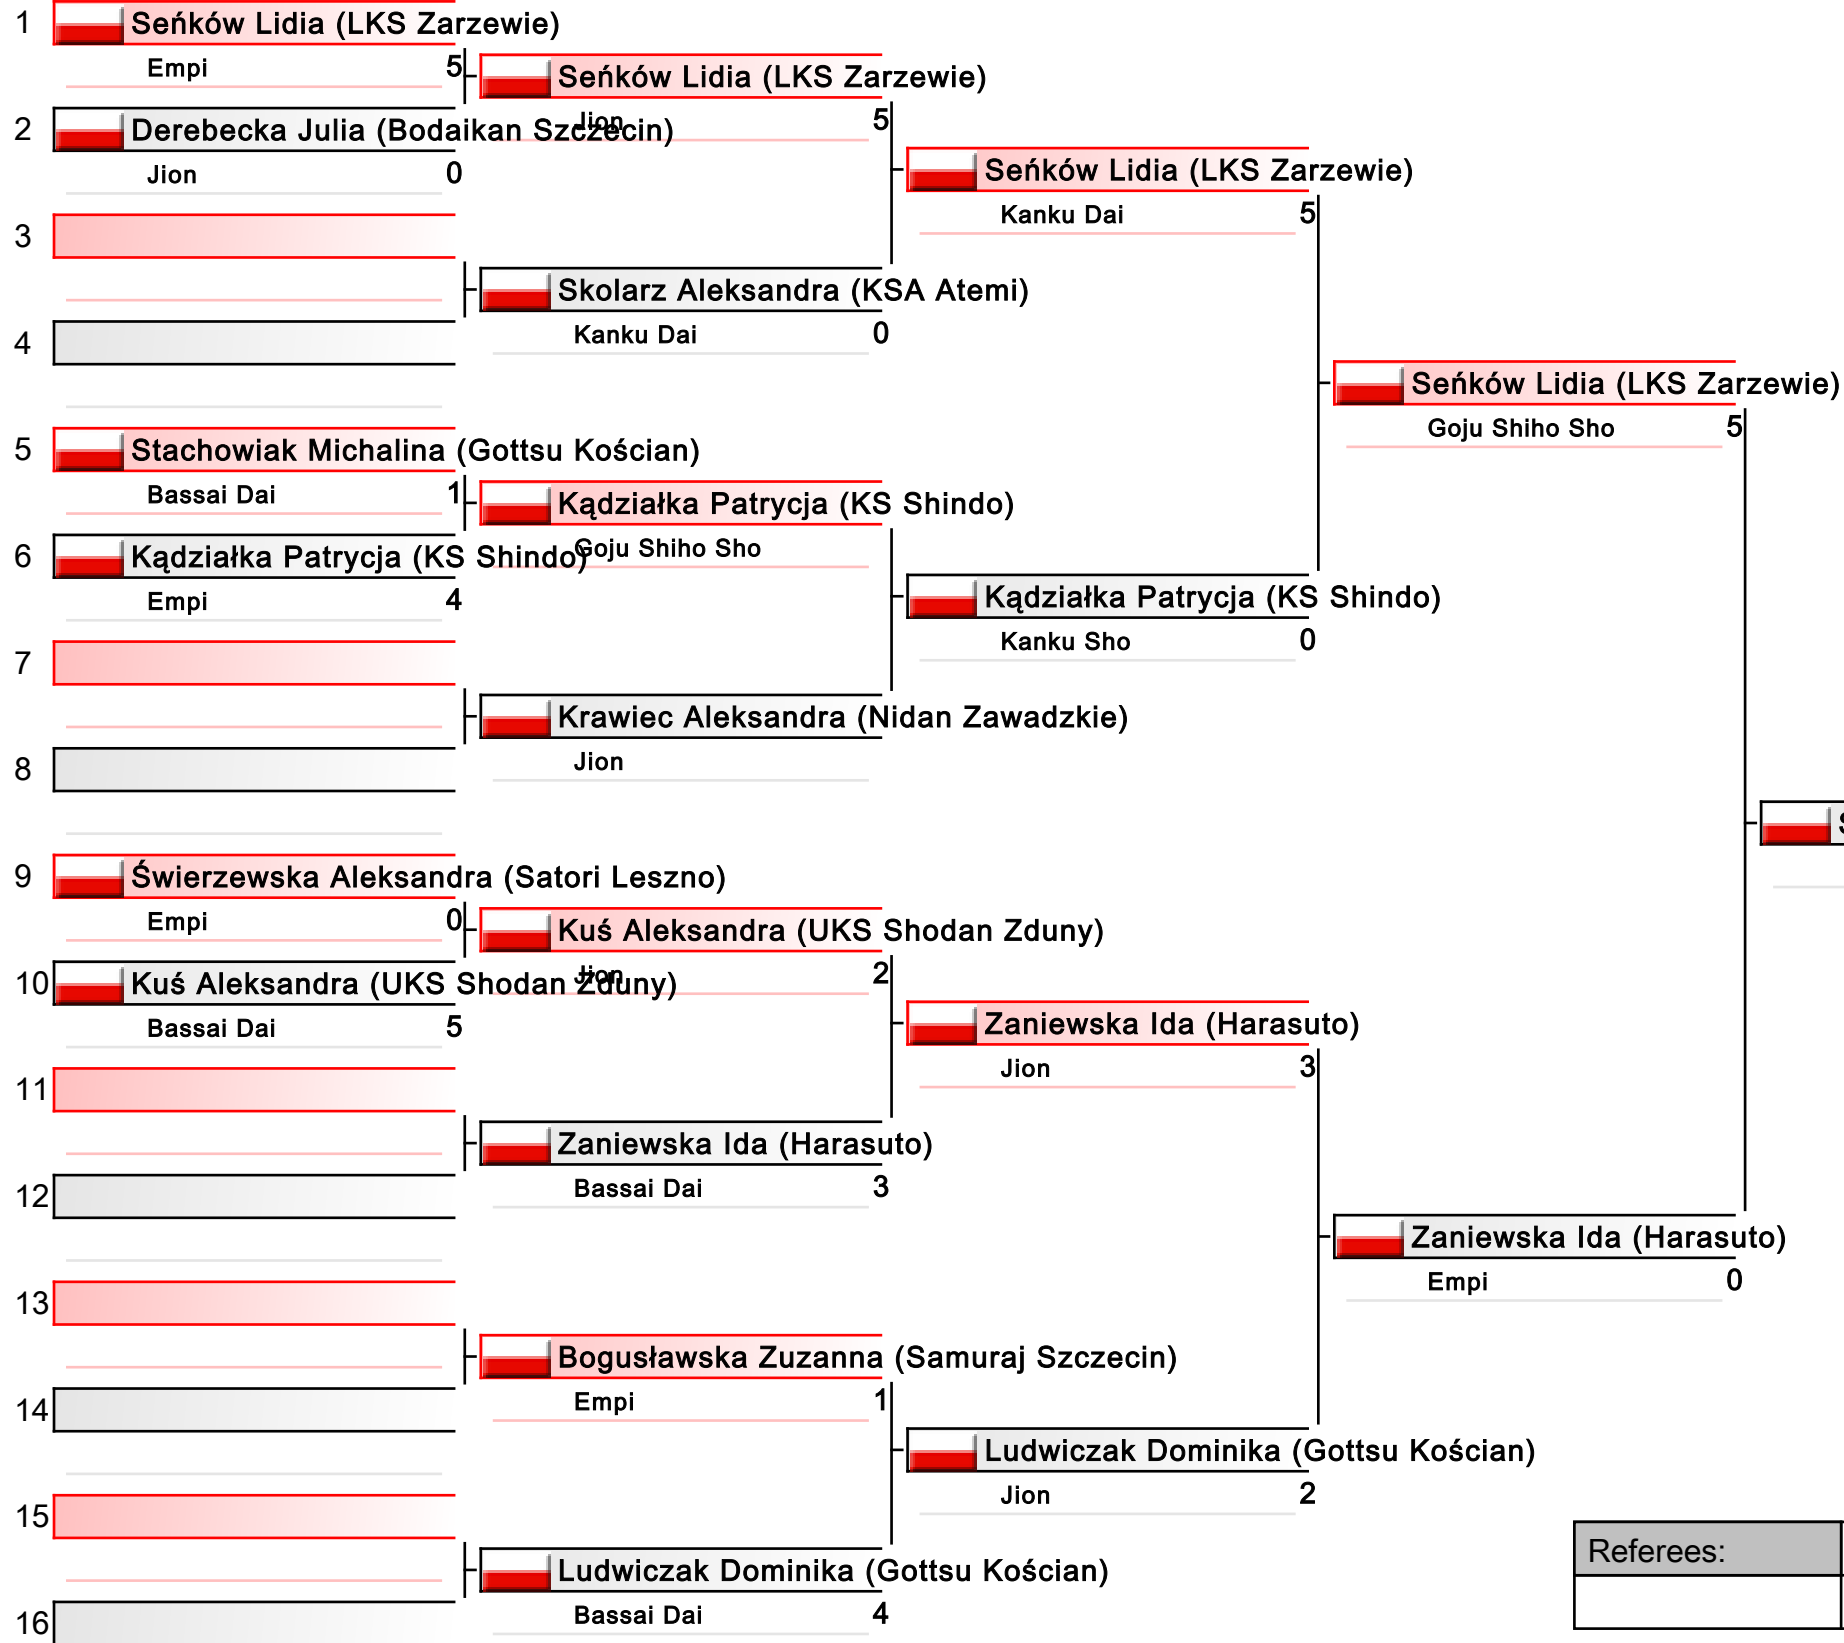 1
Seńków Lidia (LKS Zarzewie)
Empi 5
2
Derebecka Julia (Bodaikan Szczecin)
Jion 0
3
4
5
Stachowiak Michalina (Gottsu Kościan)
Bassai Dai 1
6
Kądziałka Patrycja (KS Shindo)
Empi 4
7
8
9
Świerzewska Aleksandra (Satori Leszno)
Empi 0
10
Kuś Aleksandra (UKS Shodan Zduny)
Bassai Dai 5
11
12
13
14
15
16
Seńków Lidia (LKS Zarzewie)
Jion 5
Skolarz Aleksandra (KSA Atemi)
Kanku Dai 0
Kądziałka Patrycja (KS Shindo)
Goju Shiho Sho
Krawiec Aleksandra (Nidan Zawadzkie)
Jion
Kuś Aleksandra (UKS Shodan Zduny)
Jion 2
Zaniewska Ida (Harasuto)
Bassai Dai 3
Bogusławska Zuzanna (Samuraj Szczecin)
Empi 1
Ludwiczak Dominika (Gottsu Kościan)
Bassai Dai 4
Seńków Lidia (LKS Zarzewie)
Kanku Dai 5
Kądziałka Patrycja (KS Shindo)
Kanku Sho 0
Zaniewska Ida (Harasuto)
Jion 3
Ludwiczak Dominika (Gottsu Kościan)
Jion 2
Seńków Lidia (LKS Zarzewie)
Goju Shiho Sho 5
Zaniewska Ida (Harasuto)
Empi 0
Referees: